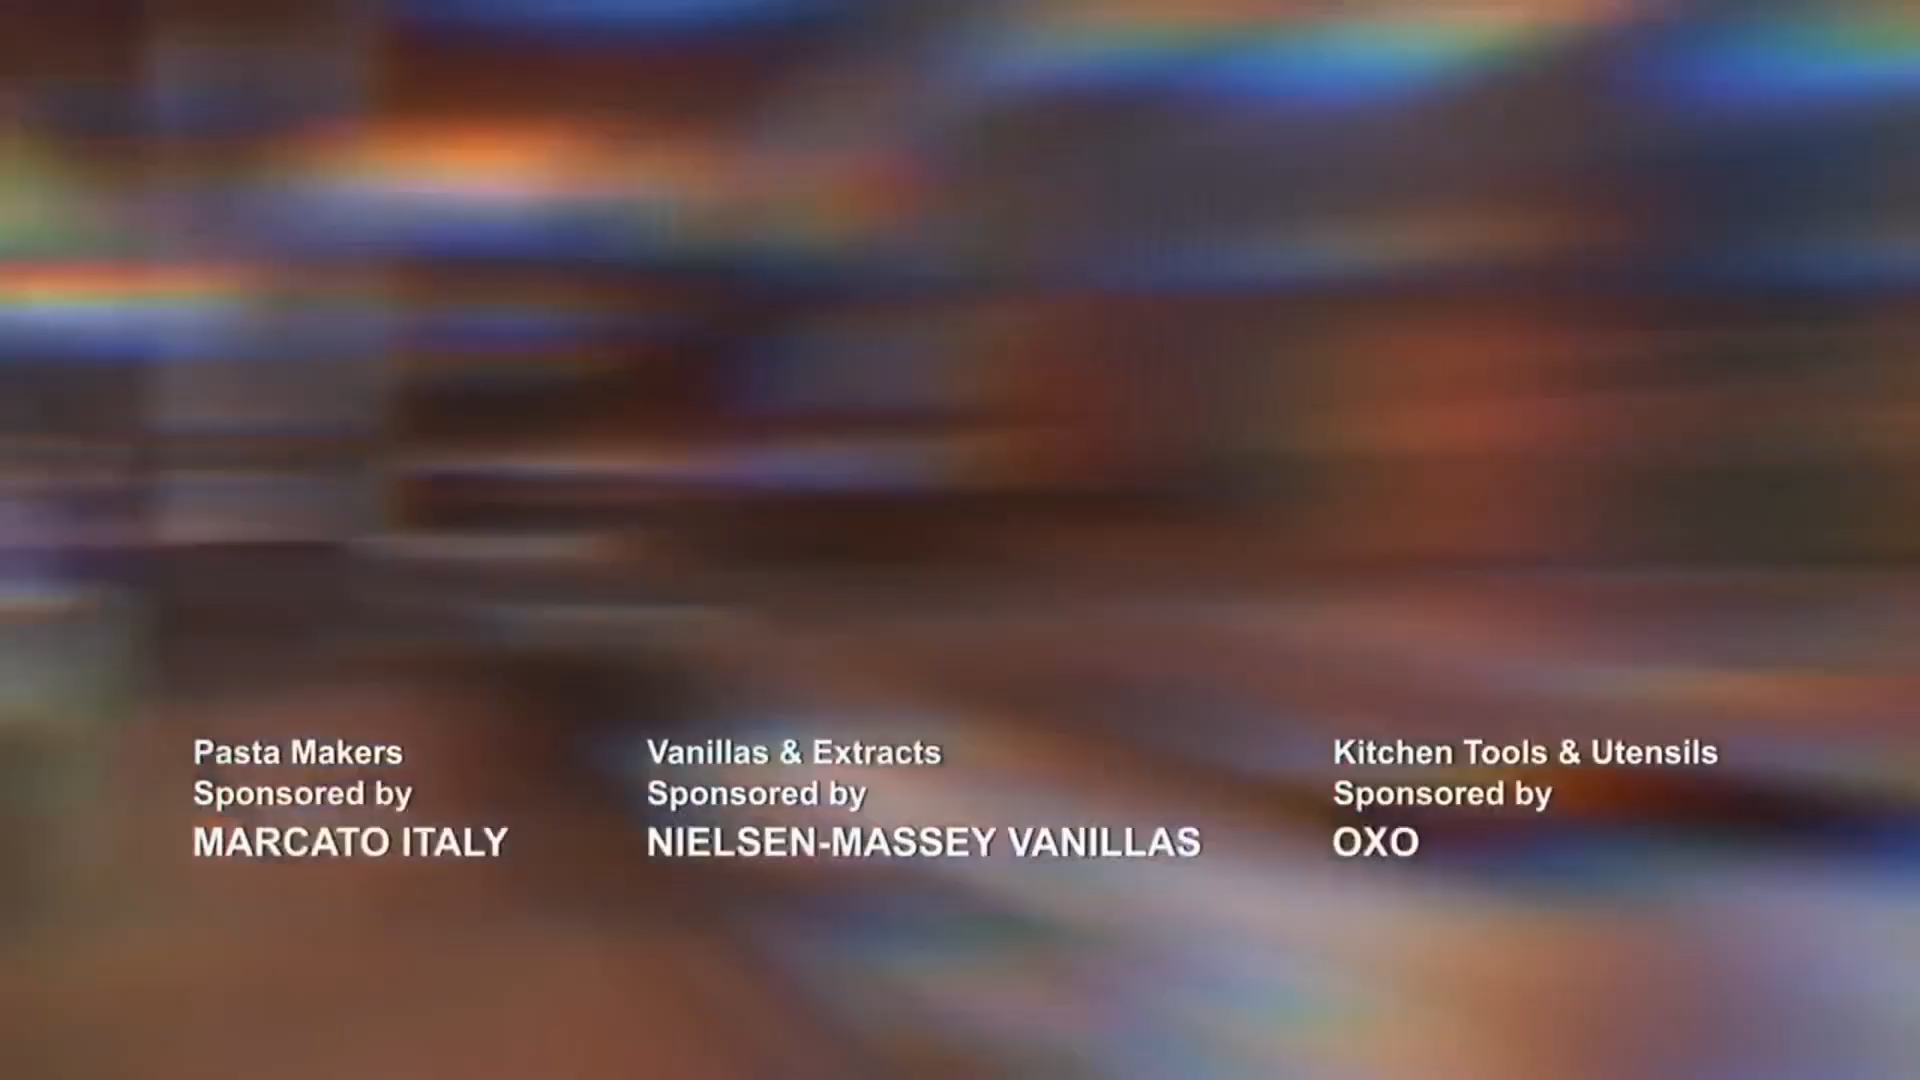 Pasta Makers
Sponsored by
MARCATO ITALY
Vanillas & Extracts
Sponsored by
NIELSEN-MASSEY VANILLAS
Kitchen Tools & Utensils
Sponsored by
OXO